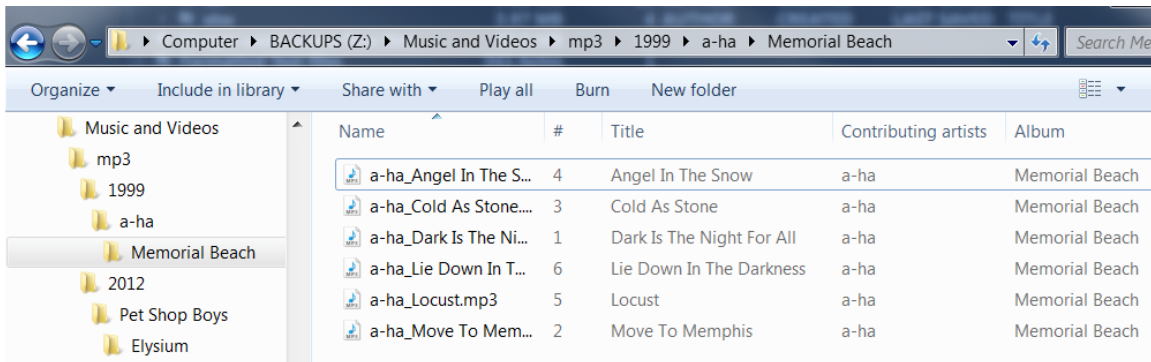 Computer BACKUPS (Z:) Music and Videos mp3 1999 a-ha Memorial Beach Search Me
Organize Include in library Share with Play all Burn New folder
Music and Videos
mp3
1999
a-ha
Memorial Beach
2012
Pet Shop Boys
Elysium
Name # Title Contributing artists Album
a-ha_Angel In The S... 4 Angel In The Snow a-ha Memorial Beach
a-ha_Cold As Stone.... 3 Cold As Stone a-ha Memorial Beach
a-ha_Dark Is The Ni... 1 Dark Is The Night For All a-ha Memorial Beach
a-ha_Lie Down In T... 6 Lie Down In The Darkness a-ha Memorial Beach
a-ha_Locust.mp3 5 Locust a-ha Memorial Beach
a-ha_Move To Mem... 2 Move To Memphis a-ha Memorial Beach